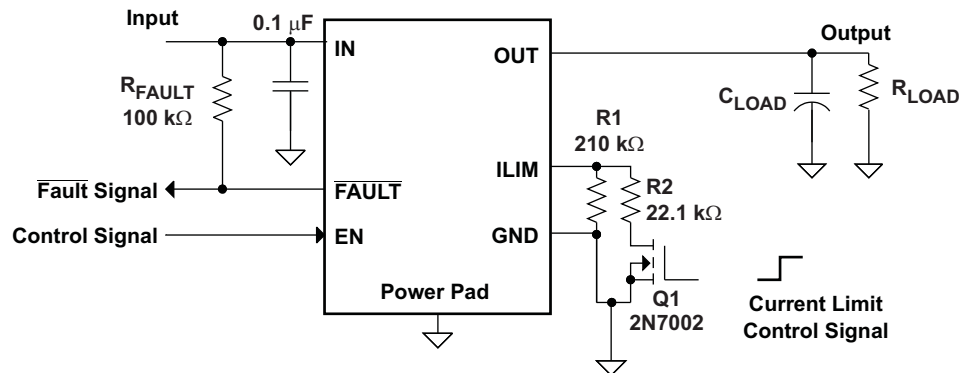 Input
0.1 μF
IN
OUT
Output
R_FAULT
100 kΩ
C_LOAD
R_LOAD
R1
210 kΩ
ILIM
R2
22.1 kΩ
Fault Signal
FAULT
Control Signal
EN
GND
Power Pad
Q1
2N7002
Current Limit
Control Signal